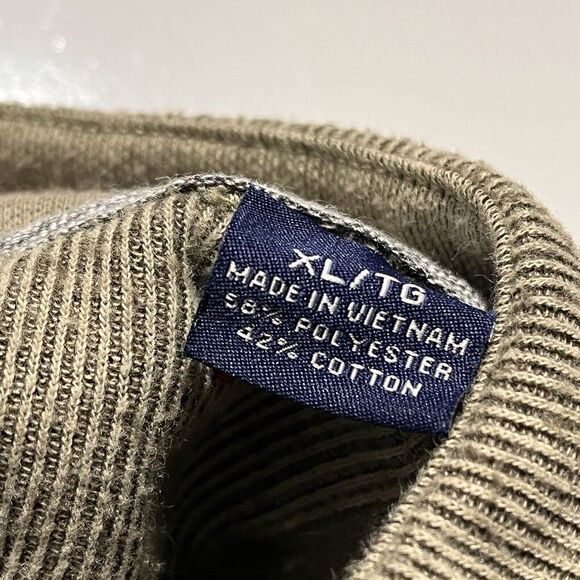 XL/TG
MADE IN VIETNAM
58% POLYESTER
42% COTTON